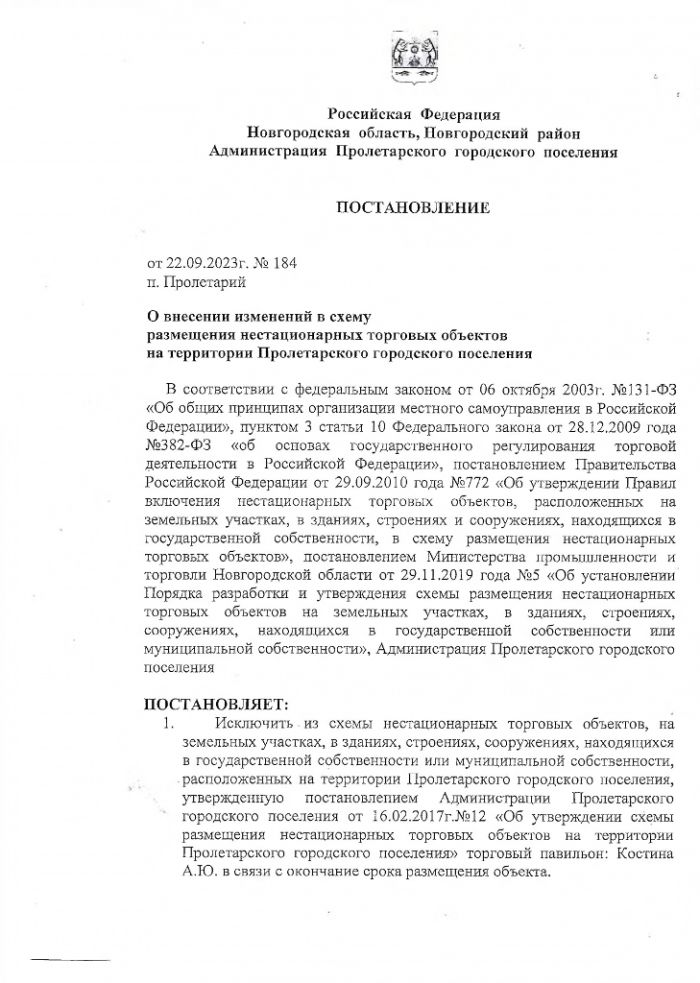 Российская Федерация
Новгородская область, Новгородский район
Администрация Пролетарского городского поселения
ПОСТАНОВЛЕНИЕ
от 22.09.2023г. № 184
п. Пролетарий
О внесении изменений в схему
размещения нестационарных торговых объектов
на территории Пролетарского городского поселения
В соответствии с федеральным законом от 06 октября 2003г. №131-ФЗ
«Об общих принципах организации местного самоуправления в Российской
Федерации», пунктом 3 статьи 10 Федерального закона от 28.12.2009 года
№382-ФЗ «об основах государственного регулирования торговой
деятельности в Российской Федерации», постановлением Правительства
Российской Федерации от 29.09.2010 года №772 «Об утверждении Правил
включения нестационарных торговых объектов, расположенных на
земельных участках, в зданиях, строениях и сооружениях, находящихся в
государственной собственности, в схему размещения нестационарных
торговых объектов», постановлением Министерства промышленности и
торговли Новгородской области от 29.11.2019 года №5 «Об установлении
Порядка разработки и утверждения схемы размещения нестационарных
торговых объектов на земельных участках, в зданиях, строениях,
сооружениях, находящихся в государственной собственности или
муниципальной собственности», Администрация Пролетарского городского
поселения
ПОСТАНОВЛЯЕТ:
1. Исключить из схемы нестационарных торговых объектов, на
земельных участках, в зданиях, строениях, сооружениях, находящихся
в государственной собственности или муниципальной собственности,
расположенных на территории Пролетарского городского поселения,
утвержденную постановлением Администрации Пролетарского
городского поселения от 16.02.2017г.№12 «Об утверждении схемы
размещения нестационарных торговых объектов на территории
Пролетарского городского поселения» торговый павильон: Костина
А.Ю. в связи с окончание срока размещения объекта.